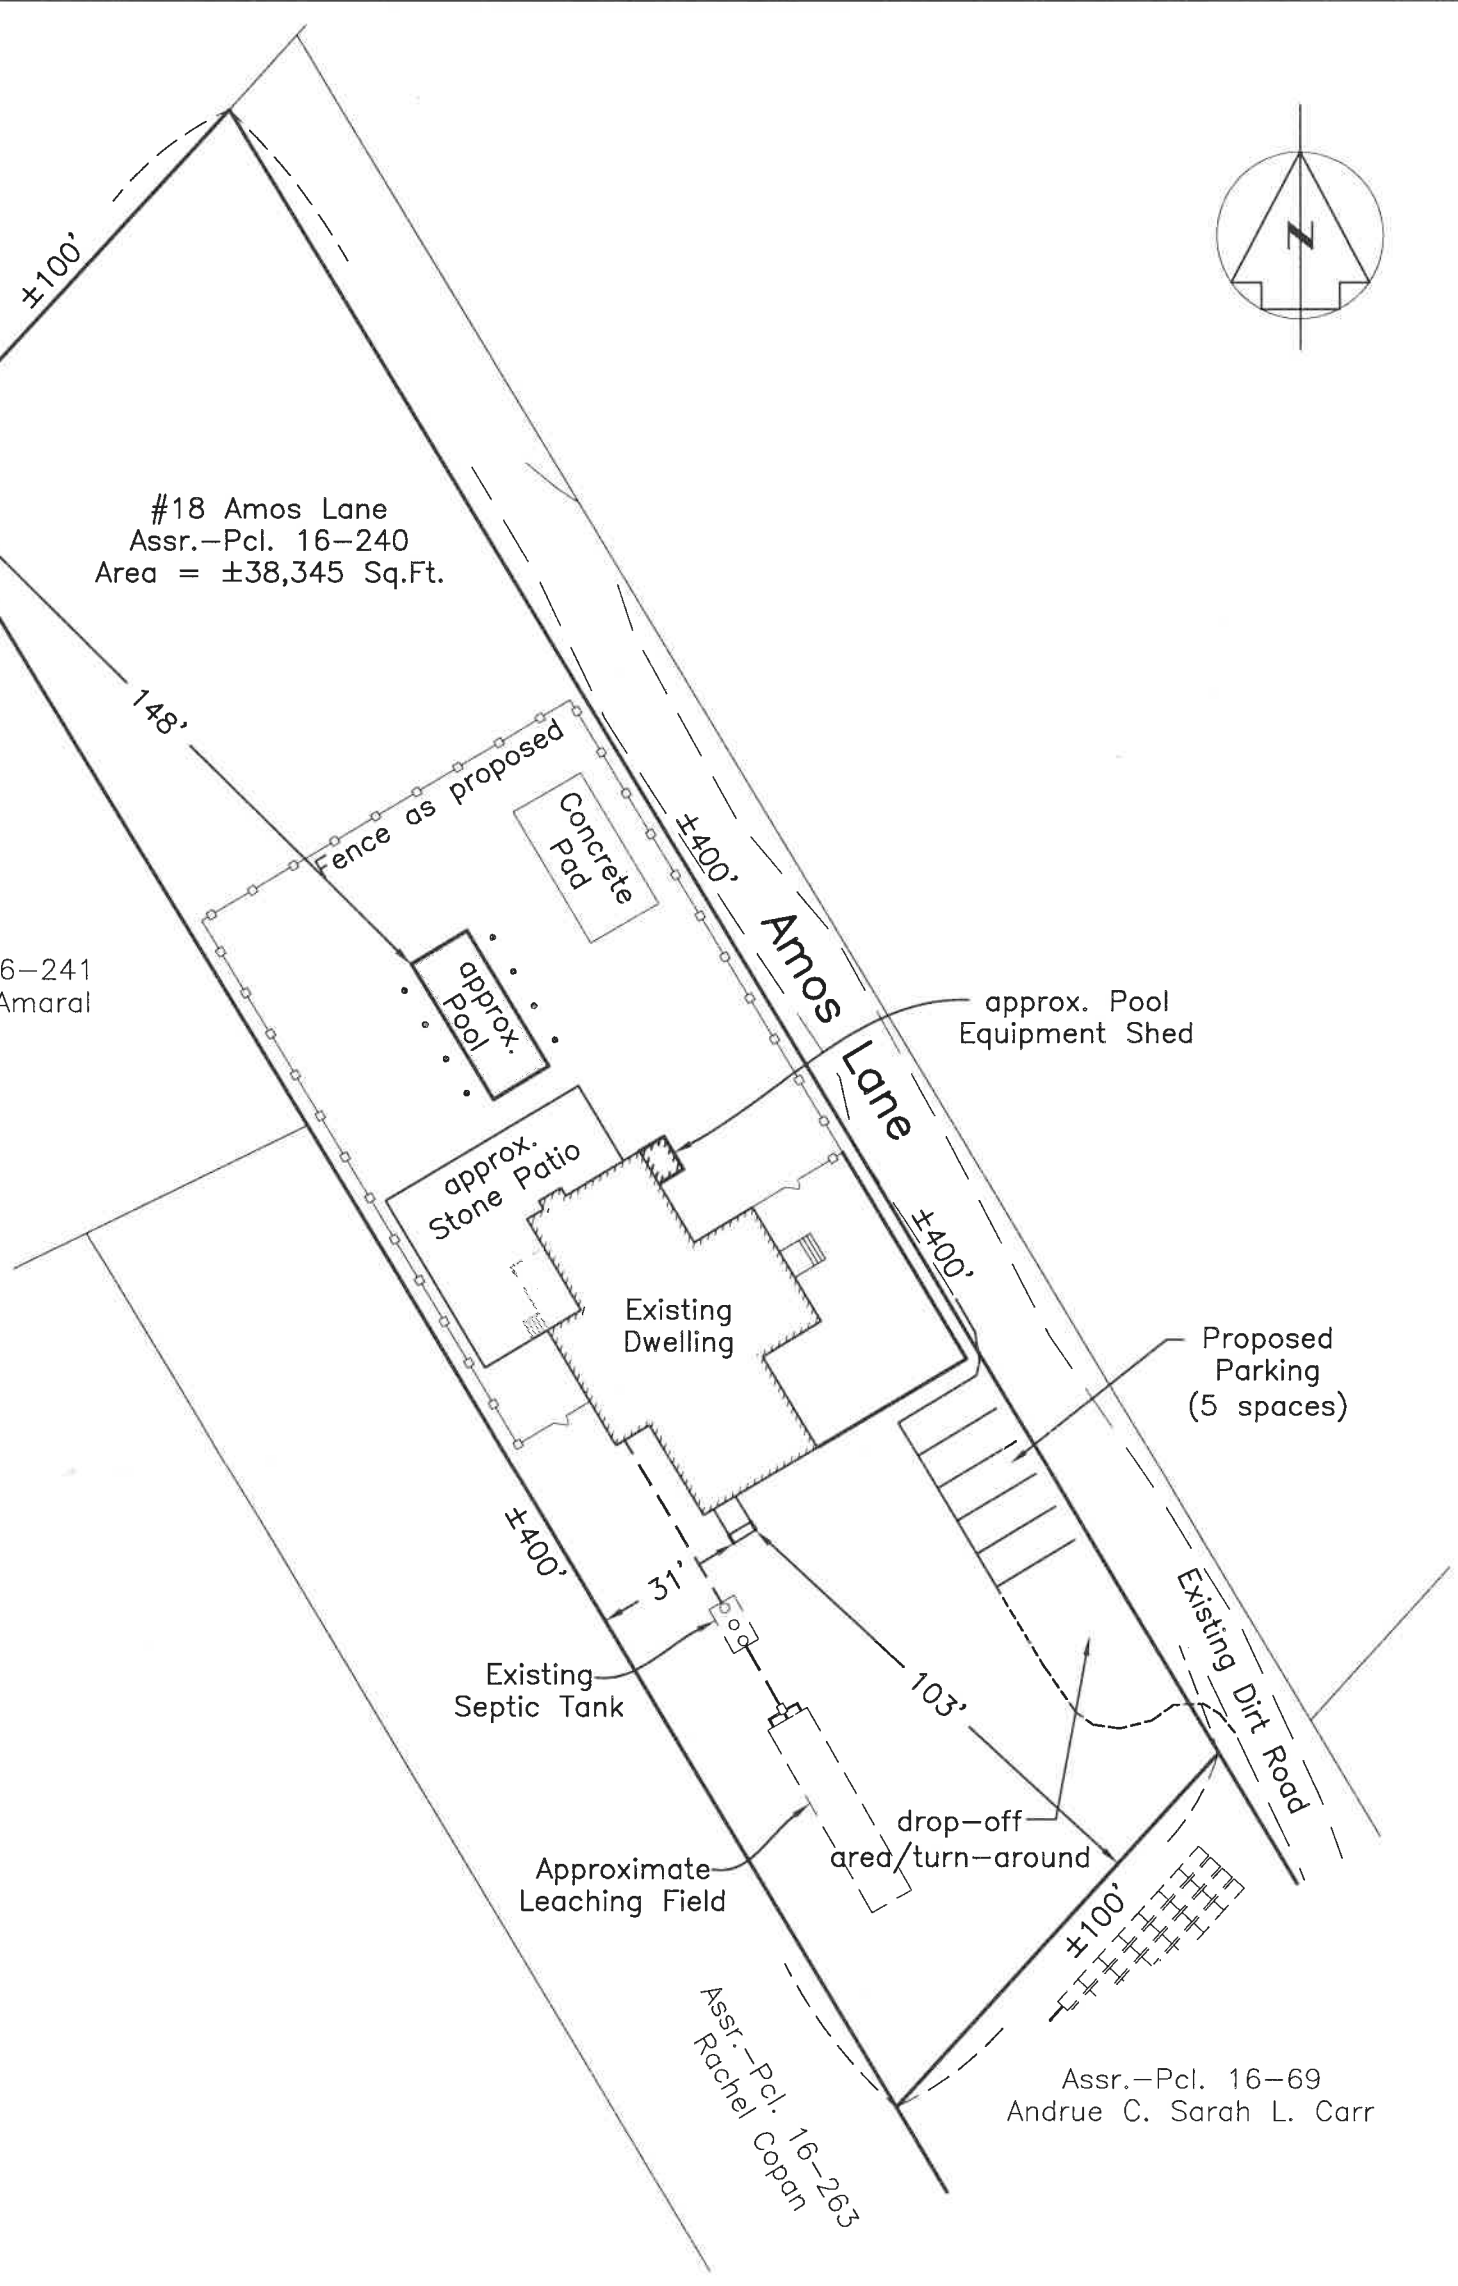 N
±100'
#18 Amos Lane
Assr.-Pcl. 16-240
Area = ±38,345 Sq.Ft.
148'
Fence as proposed
Concrete
Pad
±400'
Amos Lane
6-241
Amaral
approx.
Pool
approx. Pool
Equipment Shed
approx.
Stone Patio
±400'
Existing
Dwelling
Proposed
Parking
(5 spaces)
±400'
31'
Existing Dirt Road
Existing
Septic Tank
103'
drop-off
area/turn-around
Approximate
Leaching Field
±100'
Assr.-Pcl. 16-263
Rachel Copan
Assr.-Pcl. 16-69
Andrue C. Sarah L. Carr